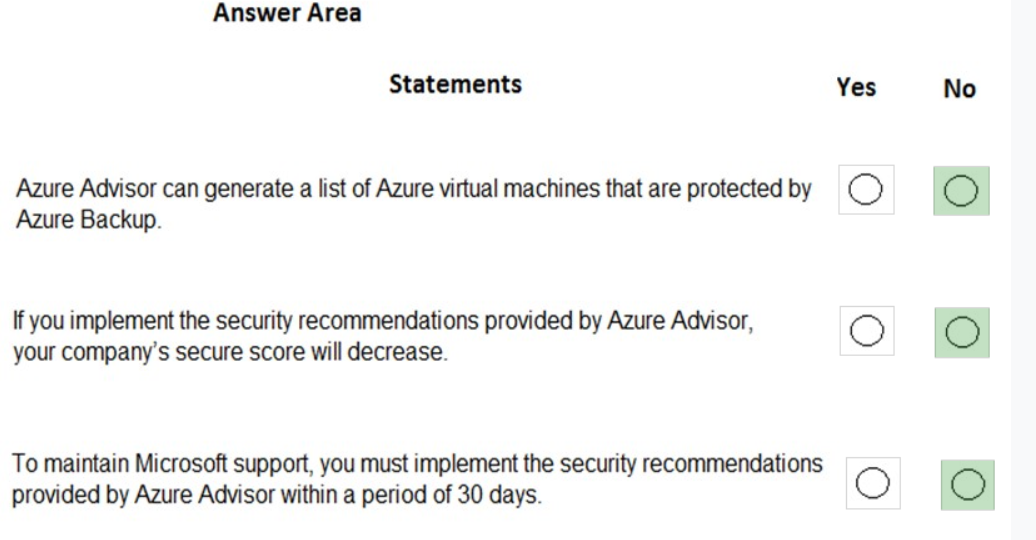 Answer Area
Statements Yes No
Azure Advisor can generate a list of Azure virtual machines that are protected by
Azure Backup.
If you implement the security recommendations provided by Azure Advisor,
your company's secure score will decrease.
To maintain Microsoft support, you must implement the security recommendations
provided by Azure Advisor within a period of 30 days.